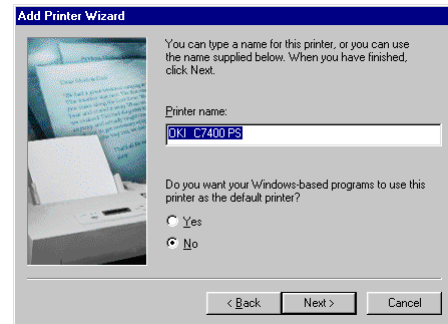 Add Printer Wizard
You can type a name for this printer, or you can use
the name supplied below. When you have finished,
click Next.
Printer name:
OKI C7400 PS
Do you want your Windows-based programs to use this
printer as the default printer?
Yes
No
< Back
Next >
Cancel